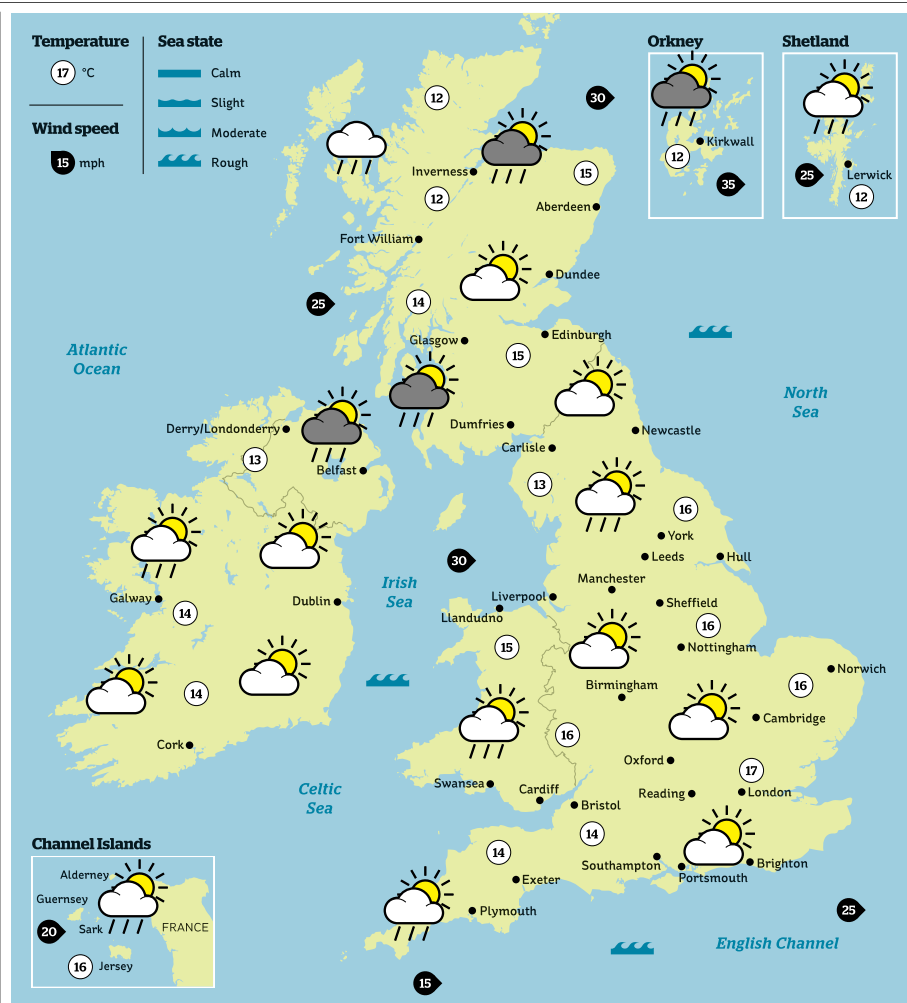 Temperature
17 °C
Wind speed
15 mph
Sea state
Calm
Slight
Moderate
Rough
Orkney
Kirkwall
12
35
Shetland
25
Lerwick
12
12
30
Inverness
15
12
Aberdeen
Fort William
Dundee
25
14
Glasgow
Edinburgh
15
Atlantic
Ocean
North
Sea
Derry/Londonderry
Dumfries
Newcastle
Carlisle
13
Belfast
13
16
York
30
Leeds
Hull
Irish
Sea
Manchester
Galway
Dublin
Liverpool
Sheffield
14
Llandudno
16
15
Nottingham
Norwich
14
Birmingham
16
Cambridge
16
Cork
Oxford
17
Swansea
Cardiff
Reading
London
Celtic
Sea
Bristol
14
14
Southampton
Brighton
Portsmouth
Exeter
Plymouth
25
English Channel
15
Channel Islands
Alderney
Guernsey
20
Sark
FRANCE
16
Jersey